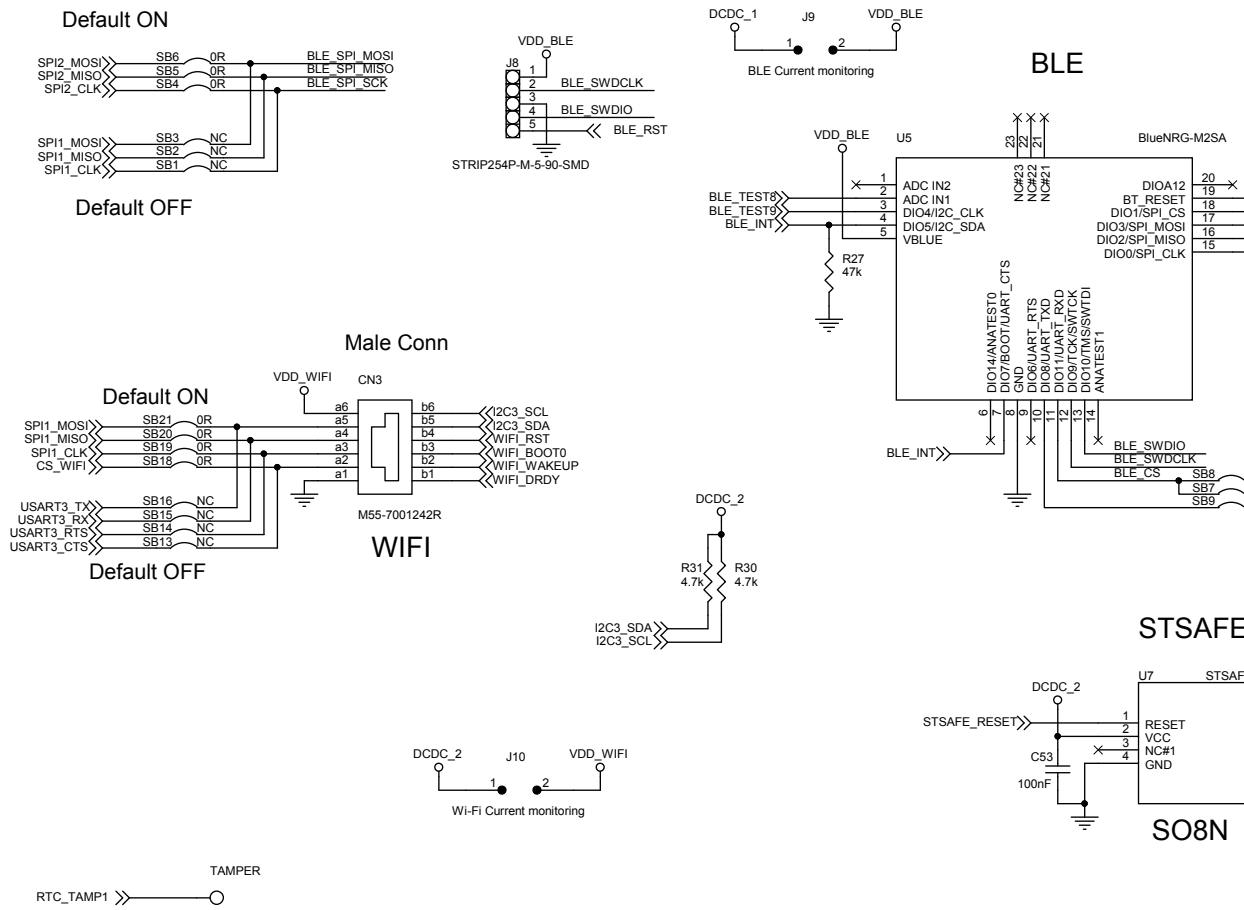 Default ON
SPI2_MOSI SB6 0R BLE_SPI_MOSI
SPI2_MISO SB5 0R BLE_SPI_MISO
SPI2_CLK SB4 0R BLE_SPI_SCK
SPI1_MOSI SB3 NC
SPI1_MISO SB2 NC
SPI1_CLK SB1 NC
Default OFF
VDD_BLE
J8
1
2 BLE_SWDCLK
3
4 BLE_SWDIO
5 BLE_RST
STRIP254P-M-5-90-SMD
DCDC_1 J9 VDD_BLE
1 2
BLE Current monitoring
BLE
VDD_BLE U5 BlueNRG-M2SA
23 22 21
NC#23 NC#22 NC#21
1 ADC IN2
BLE_TEST8 2 ADC IN1
BLE_TEST9 3 DIO4/I2C_CLK
BLE_INT 4 DIO5/I2C_SDA
5 VBLUE
DIOA12 20
BT_RESET 19
DIO1/SPI_CS 18
DIO3/SPI_MOSI 17
DIO2/SPI_MISO 16
DIO0/SPI_CLK 15
R27
47k
DIO14/ANATEST0
DIO7/BOOT/UART_CTS
GND
DIO6/UART_RTS
DIO8/UART_TXD
DIO11/UART_RXD
DIO9/TCK/SWTCK
DIO10/TMS/SWTDI
ANATEST1
6 7 8 9 10 11 12 13 14
BLE_INT
BLE_SWDIO
BLE_SWDCLK
BLE_CS SB8
SB7
SB9
Male Conn
VDD_WIFI CN3
Default ON
a6 b6 I2C3_SCL
SPI1_MOSI SB21 0R a5 b5 I2C3_SDA
SPI1_MISO SB20 0R a4 b4 WIFI_RST
SPI1_CLK SB19 0R a3 b3 WIFI_BOOT0
CS_WIFI SB18 0R a2 b2 WIFI_WAKEUP
a1 b1 WIFI_DRDY
USART3_TX SB16 NC
USART3_RX SB15 NC
USART3_RTS SB14 NC
USART3_CTS SB13 NC
Default OFF
M55-7001242R
WIFI
DCDC_2
R31 R30
4.7k 4.7k
I2C3_SDA
I2C3_SCL
STSAFE
U7 STSAF
DCDC_2
STSAFE_RESET 1 RESET
2 VCC
3 NC#1
4 GND
C53
100nF
SO8N
DCDC_2 J10 VDD_WIFI
1 2
Wi-Fi Current monitoring
TAMPER
RTC_TAMP1